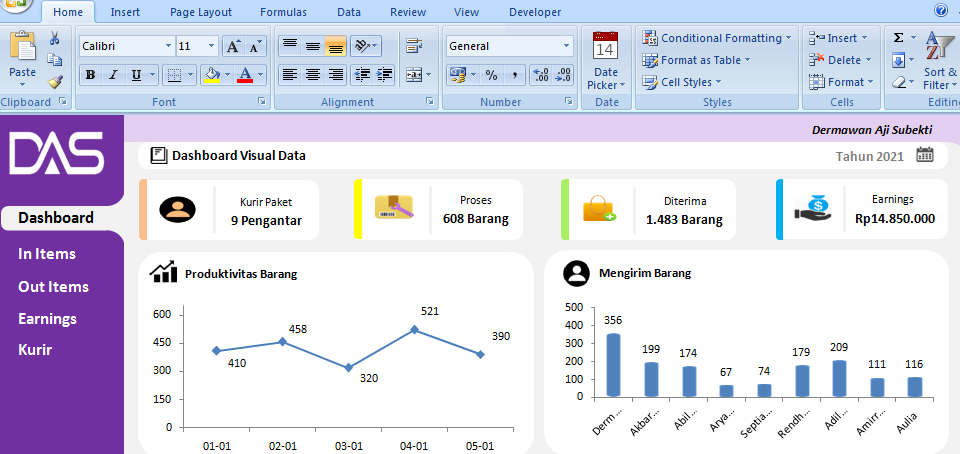 Home Insert Page Layout Formulas Data Review View Developer
Calibri 11 A A General 14 Conditional Formatting Insert Σ A Z
Paste Format as Table Delete
B I U A % , Date Picker Cell Styles Format Sort & Filter
Clipboard Font Alignment Number Date Styles Cells
DAS
Dermawan Aji Subekti
Dashboard Visual Data
Tahun 2021
Kurir Paket
9 Pengantar
Proses
608 Barang
Diterima
1.483 Barang
Earnings
Rp14.850.000
Dashboard
In Items
Out Items
Earnings
Kurir
Produktivitas Barang
600
450
300
150
0
410
458
320
521
390
01-01 02-01 03-01 04-01 05-01
Mengirim Barang
500
400
300
200
100
0
356
199
174
67
74
179
209
111
116
Derm... Akbar... Abil... Arya... Septia... Rendh... Adil... Amirr... Aulia